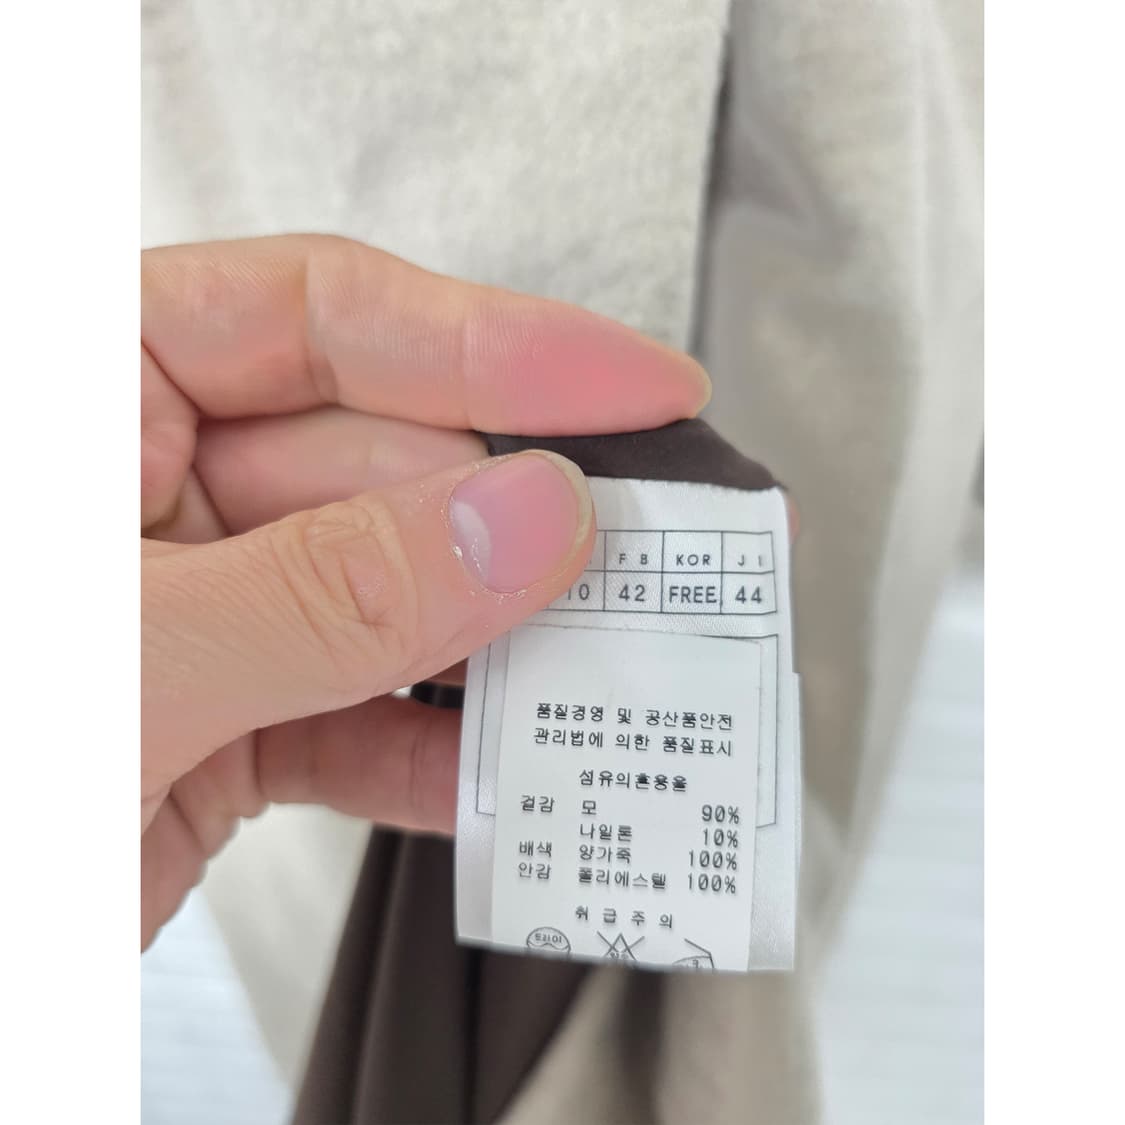 F B KOR J I
10 42 FREE 44
품질경영 및 공산품안전
관리법에 의한 품질표시
섬유의혼용율
겉감 모 90%
나일론 10%
배색 양가죽 100%
안감 폴리에스텔 100%
취 급 주 의
드라이